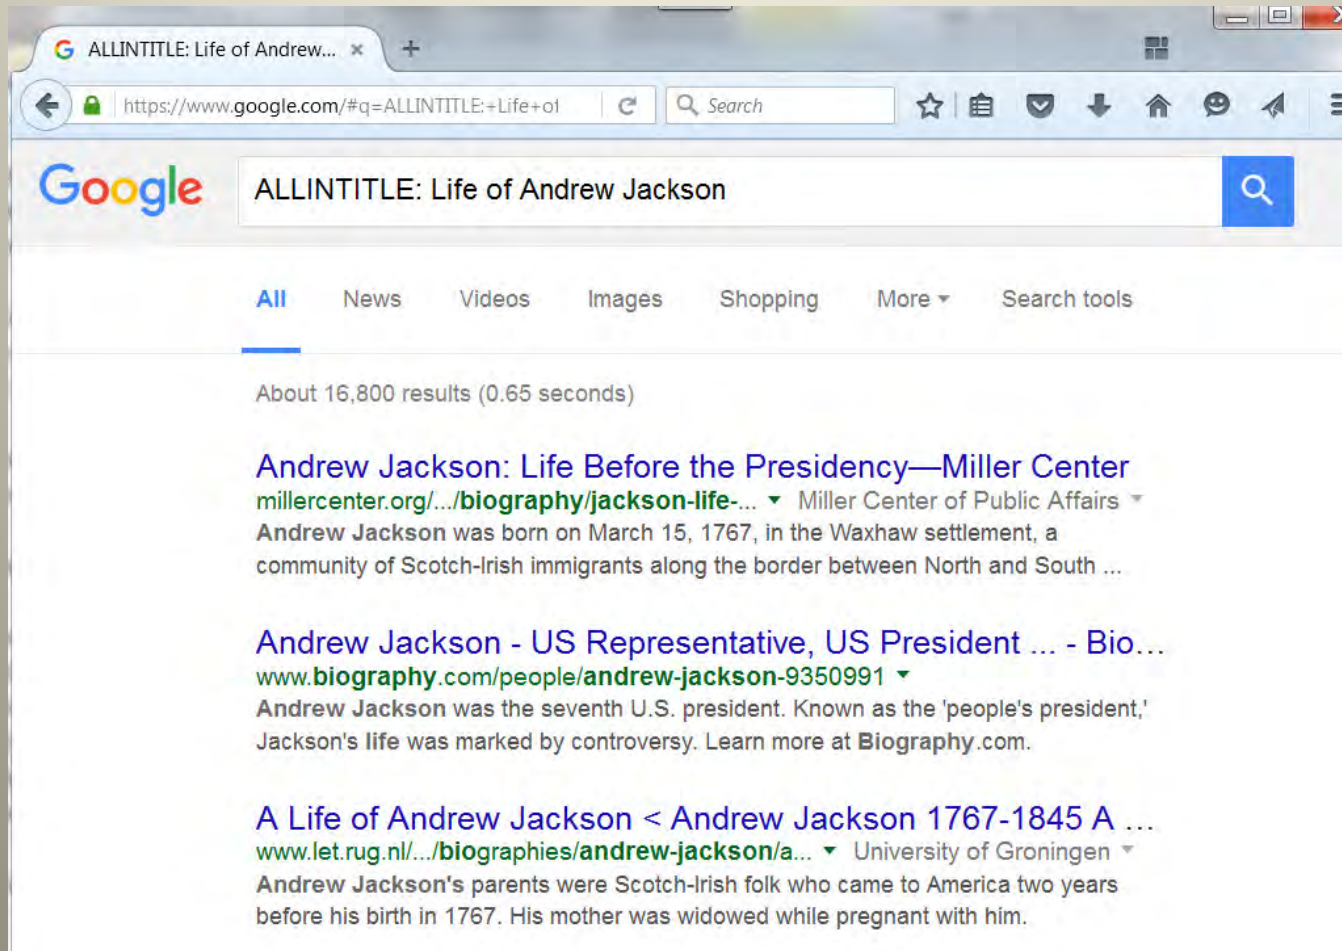 ALLINTITLE: Life of Andrew...
https://www.google.com/#q=ALLINTITLE:+Life+of
Search
Google
ALLINTITLE: Life of Andrew Jackson
All News Videos Images Shopping More Search tools
About 16,800 results (0.65 seconds)
Andrew Jackson: Life Before the Presidency—Miller Center
millercenter.org/.../biography/jackson-life-... Miller Center of Public Affairs
Andrew Jackson was born on March 15, 1767, in the Waxhaw settlement, a
community of Scotch-Irish immigrants along the border between North and South ...
Andrew Jackson - US Representative, US President ... - Bio...
www.biography.com/people/andrew-jackson-9350991
Andrew Jackson was the seventh U.S. president. Known as the 'people's president,'
Jackson's life was marked by controversy. Learn more at Biography.com.
A Life of Andrew Jackson < Andrew Jackson 1767-1845 A ...
www.let.rug.nl/.../biographies/andrew-jackson/a... University of Groningen
Andrew Jackson's parents were Scotch-Irish folk who came to America two years
before his birth in 1767. His mother was widowed while pregnant with him.